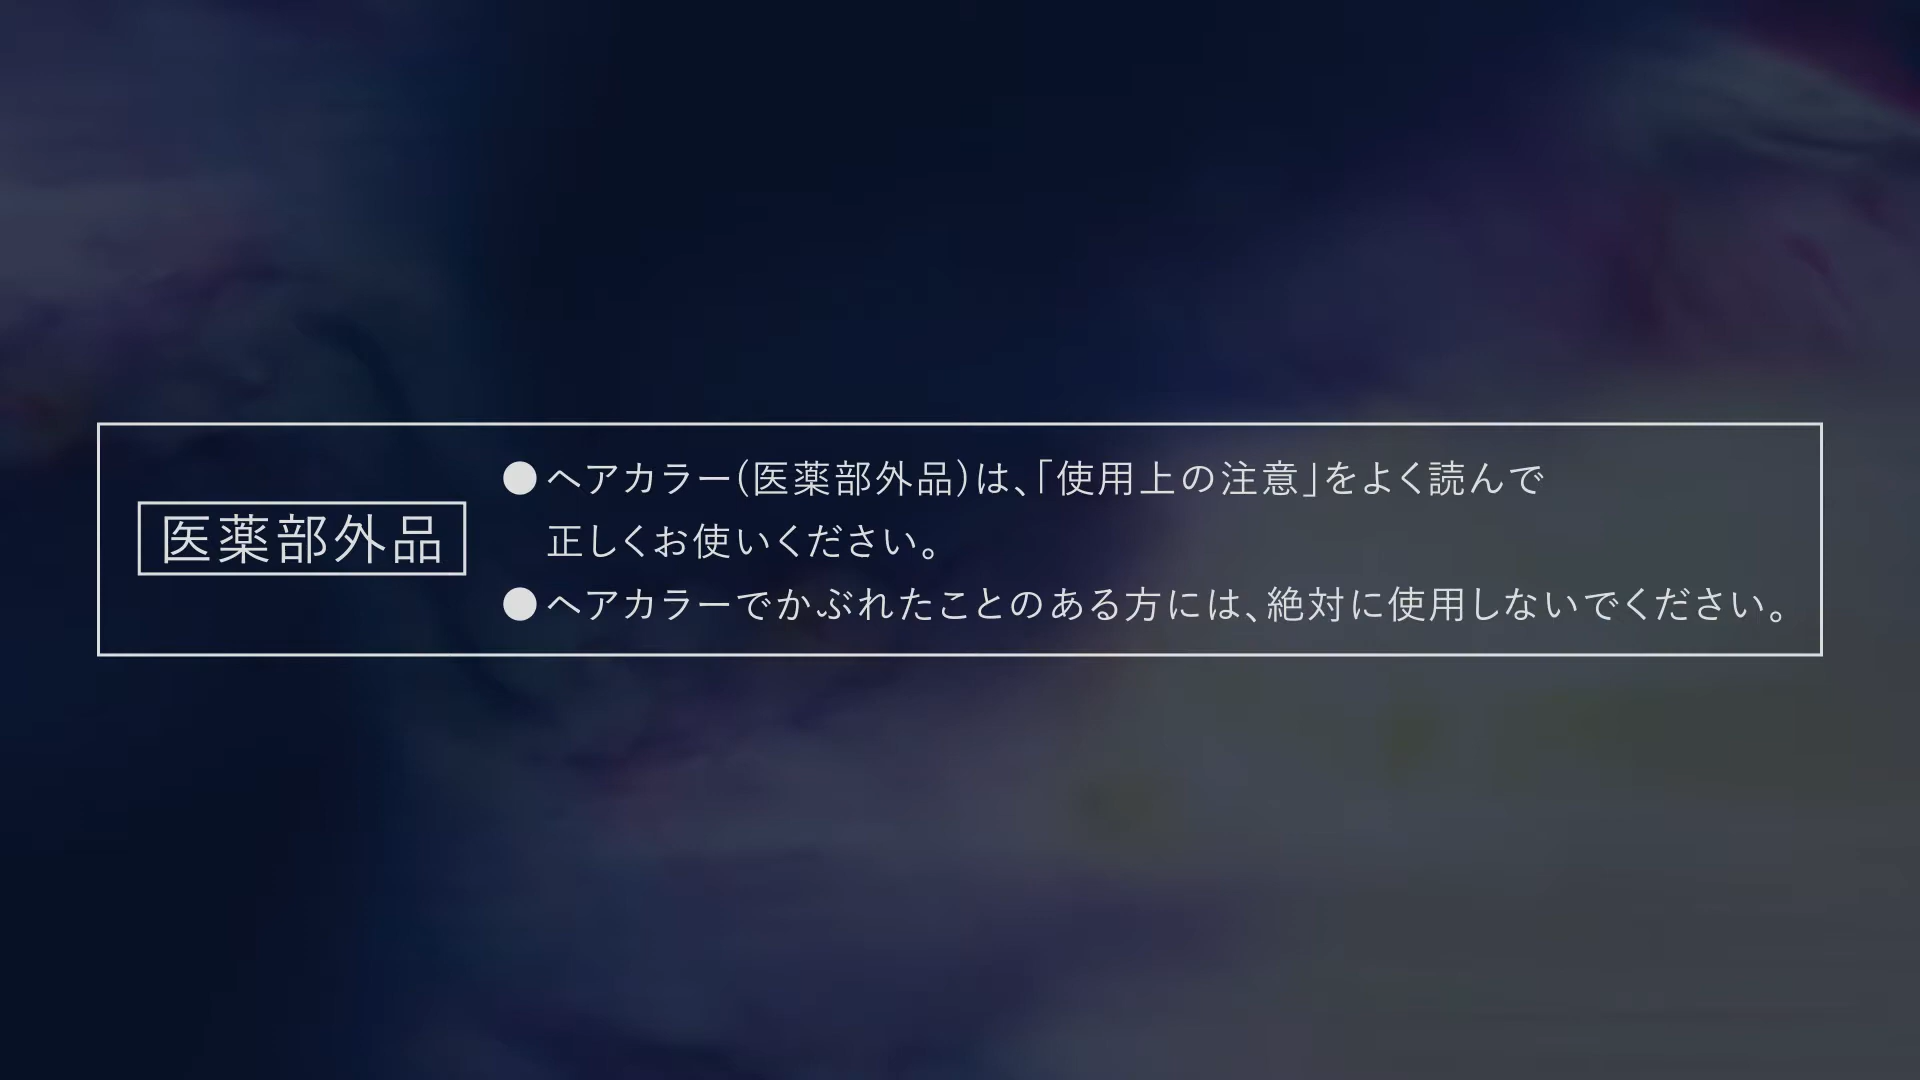 医薬部外品
●ヘアカラー(医薬部外品)は、「使用上の注意」をよく読んで
正しくお使いください。
●ヘアカラーでかぶれたことのある方には、絶対に使用しないでください。